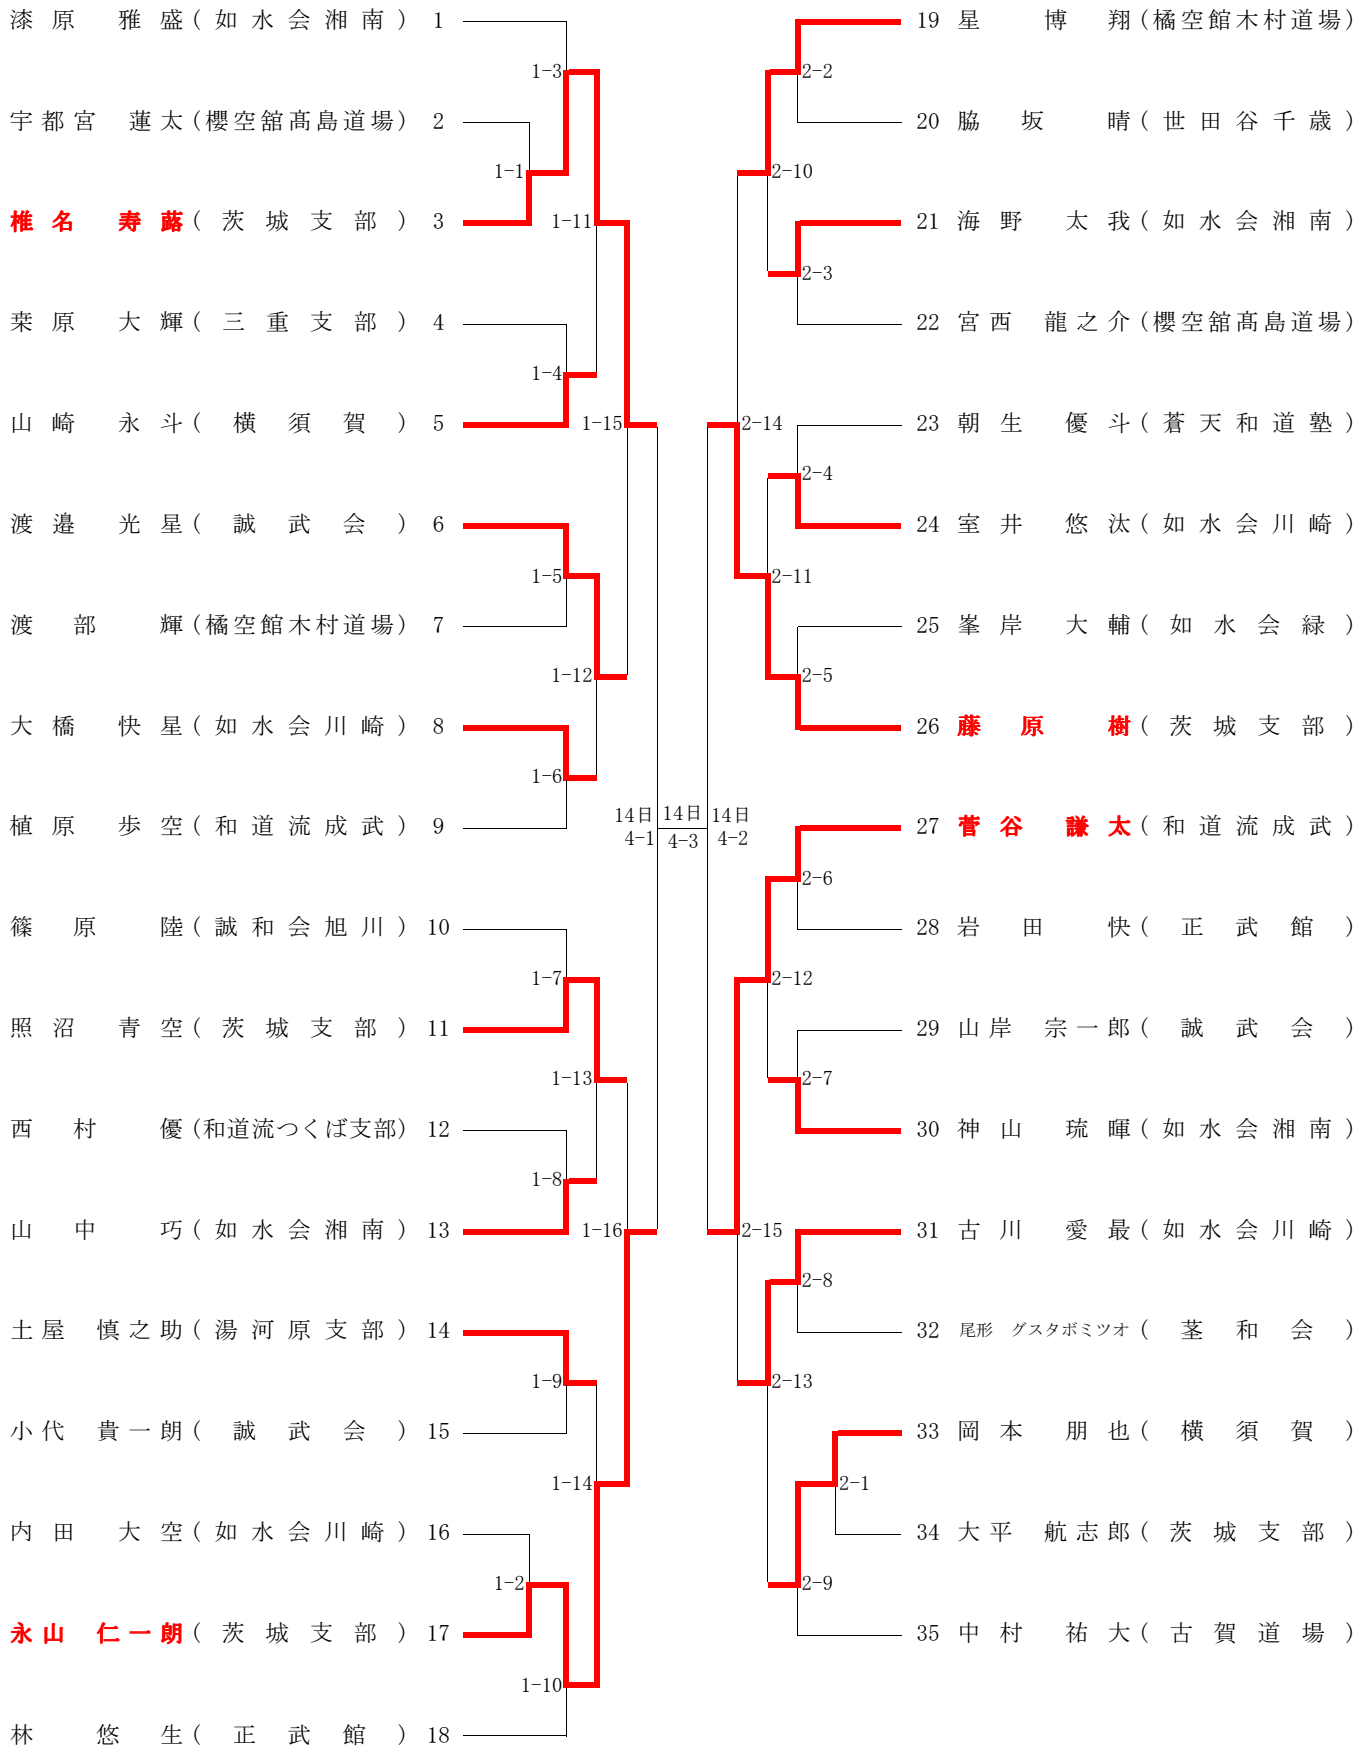 漆原 雅盛(如水会湘南) 1
1-3
宇都宮 蓮太(櫻空舘髙島道場) 2
1-1
椎名 寿蕗(茨城支部) 3
1-11
桒原 大輝(三重支部) 4
1-4
山崎 永斗(横須賀) 5
1-15
渡邉 光星(誠武会) 6
1-5
渡部 輝(橘空館木村道場) 7
1-12
大橋 快星(如水会川崎) 8
1-6
植原 歩空(和道流成武) 9
篠原 陸(誠和会旭川) 10
1-7
照沼 青空(茨城支部) 11
1-13
西村 優(和道流つくば支部) 12
1-8
山中 巧(如水会湘南) 13
1-16
土屋 慎之助(湯河原支部) 14
1-9
小代 貴一朗(誠武会) 15
1-14
内田 大空(如水会川崎) 16
1-2
永山 仁一朗(茨城支部) 17
1-10
林 悠生(正武館) 18
14日
4-1
14日
4-3
14日
4-2
19 星 博翔(橘空館木村道場)
2-2
20 脇坂 晴(世田谷千歳)
2-10
21 海野 太我(如水会湘南)
2-3
22 宮西 龍之介(櫻空舘髙島道場)
23 朝生 優斗(蒼天和道塾)
2-14
2-4
24 室井 悠汰(如水会川崎)
2-11
25 峯岸 大輔(如水会緑)
2-5
26 藤原 樹(茨城支部)
27 菅谷 謙太(和道流成武)
2-6
28 岩田 快(正武館)
2-12
29 山岸 宗一郎(誠武会)
2-7
30 神山 琉暉(如水会湘南)
2-15
31 古川 愛最(如水会川崎)
2-8
32 尾形 グスタボミツオ(茎和会)
2-13
33 岡本 朋也(横須賀)
2-1
34 大平 航志郎(茨城支部)
2-9
35 中村 祐大(古賀道場)